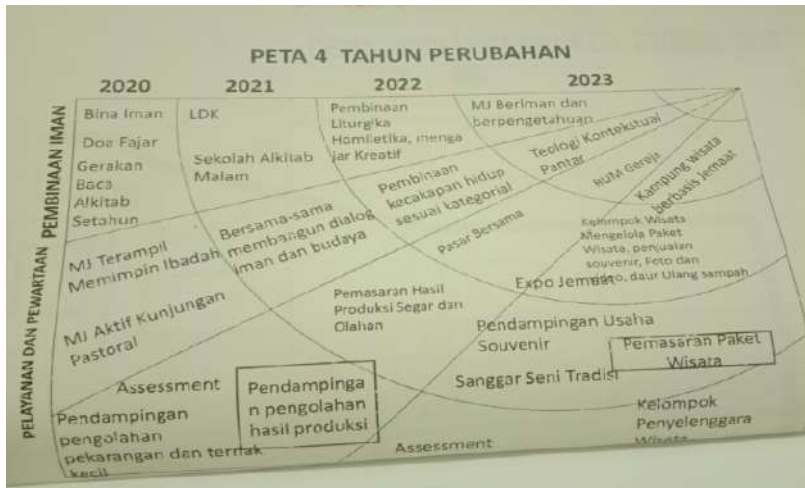 PETA 4 TAHUN PERUBAHAN
2020
2021
2022
2023
PEMBINAAN IMAN
PELAYANAN DAN PEWARTAAN
Bina Iman
Doa Fajar
Gerakan
Baca
Alkitab
Setahun
LDK
Sekolah Alkitab
Malam
Pembinaan
Liturgika
Homiletika, menga
jar Kreatif
MJ Beriman dan
berpengetahuan
MJ Terampil
Memimpin Ibadah
Bersama-sama
membangun dialog
iman dan budaya
Pembinaan
kecakapan hidup
sesuai kategorial
Teologi Kontekstual
Pantar
MJ Aktif Kunjungan
Pastoral
Pasar Bersama
Gereja
Kampung wisata
berbasis jemaat
Kelompok Wisata
Mengelola Paket
Wisata, penjualan
souvenir, Foto dan
video, daur Ulang sampah
Pemasaran Hasil
Produksi Segar dan
Olahan
Expo Jemaat
Pendampingan Usaha
Souvenir
Pemasaran Paket
Wisata
Assessment
Pendampinga
n pengolahan
hasil produksi
Sanggar Seni Tradisi
Pendampingan
pengolahan
pekarangan dan ternak
kecil
Assessment
Kelompok
Penyelenggara
Wisata